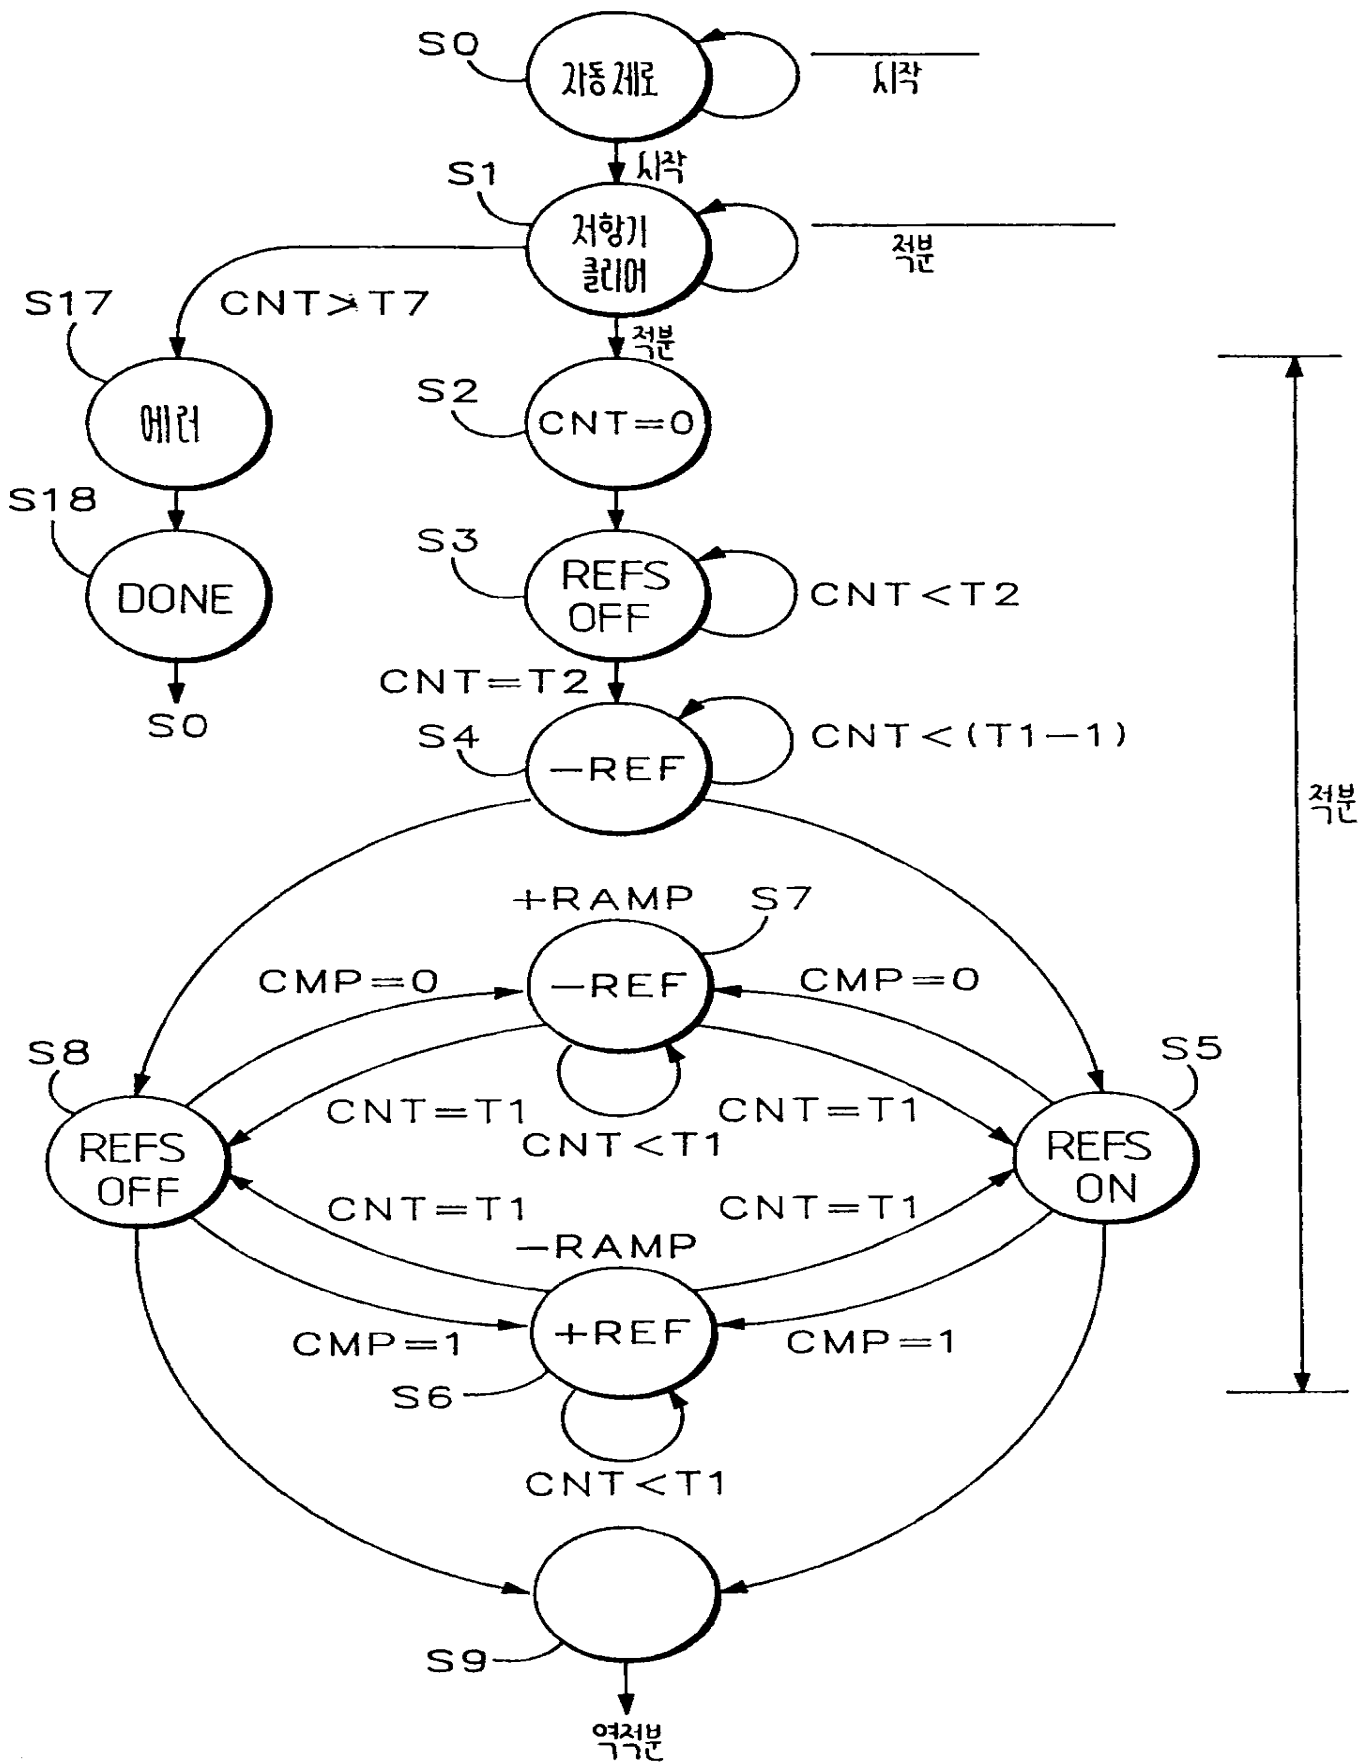 S0
자동제로
시작
시작
S1
저항기
클리어
적분
CNT>T7
S17
적분
S2
CNT=0
에러
S18
S3
REFS
OFF
CNT<T2
DONE
CNT=T2
S0
S4
-REF
CNT<(T1-1)
적분
+RAMP
S7
CMP=0
-REF
CMP=0
S8
S5
CNT=T1
CNT=T1
CNT<T1
REFS
OFF
REFS
ON
CNT=T1
CNT=T1
-RAMP
+REF
CMP=1
CMP=1
S6
CNT<T1
S9
역적분